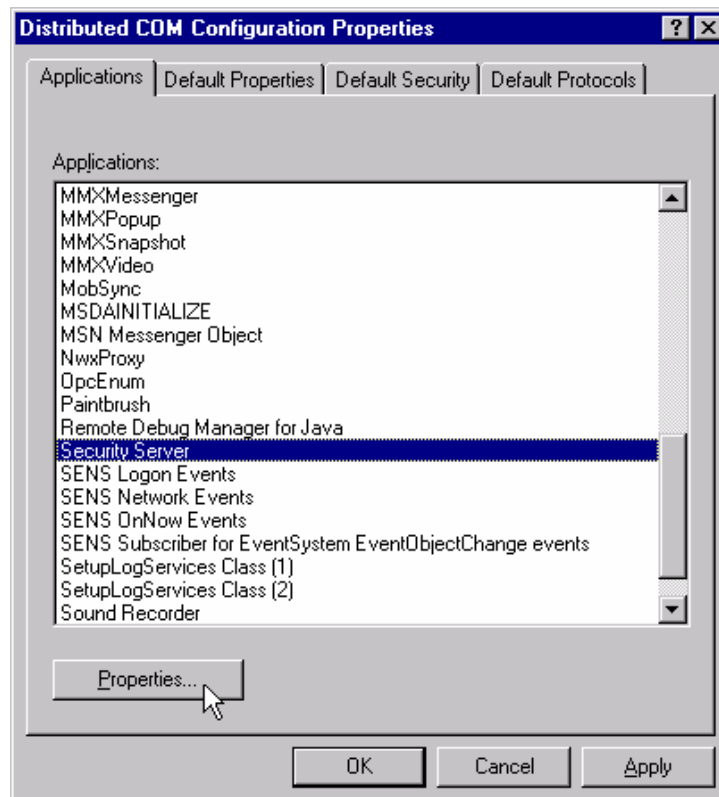 Distributed COM Configuration Properties
Applications Default Properties Default Security Default Protocols
Applications:
MMXMessenger
MMXPopup
MMXSnapshot
MMXVideo
MobSync
MSDAINITIALIZE
MSN Messenger Object
NwxProxy
OpcEnum
Paintbrush
Remote Debug Manager for Java
Security Server
SENS Logon Events
SENS Network Events
SENS OnNow Events
SENS Subscriber for EventSystem EventObjectChange events
SetupLogServices Class (1)
SetupLogServices Class (2)
Sound Recorder
Properties...
OK Cancel Apply